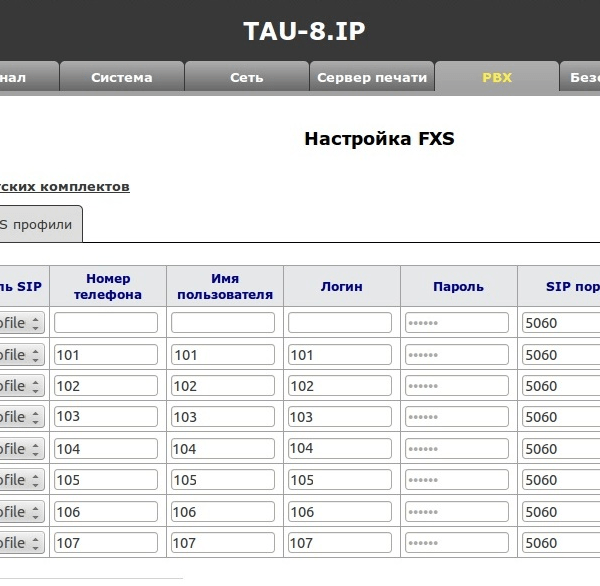 TAU-8.IP
нал Система Сеть Сервер печати PBX Безо
Настройка FXS
тских комплектов
S профили
ль SIP Номер телефона Имя пользователя Логин Пароль SIP пор
ofile •••••• 5060
ofile 101 101 101 •••••• 5060
ofile 102 102 102 •••••• 5060
ofile 103 103 103 •••••• 5060
ofile 104 104 104 •••••• 5060
ofile 105 105 105 •••••• 5060
ofile 106 106 106 •••••• 5060
ofile 107 107 107 •••••• 5060